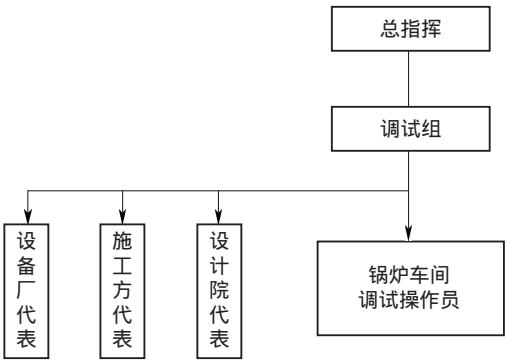 总指挥
调试组
设备厂代表
施工方代表
设计院代表
锅炉车间
调试操作员